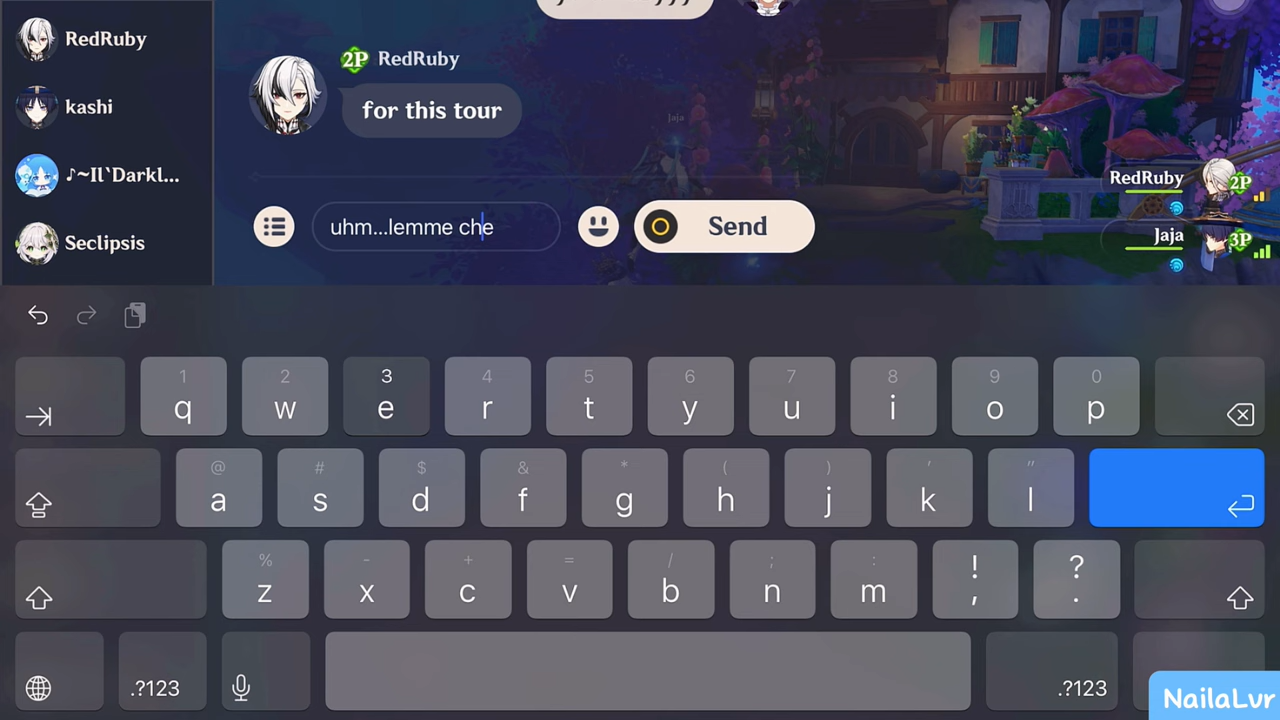 RedRuby
kashi
♪~Il`Darkl...
Seclipsis
2P RedRuby
for this tour
Jaja
uhm...lemme che
Send
RedRuby 2P
Jaja 3P
1 2 3 4 5 6 7 8 9 0
q w e r t y u i o p
@ # $ & * ( ) ' "
a s d f g h j k l
% - + = / ; : ! ?
z x c v b n m , .
.?123 .?123
NailaLvr